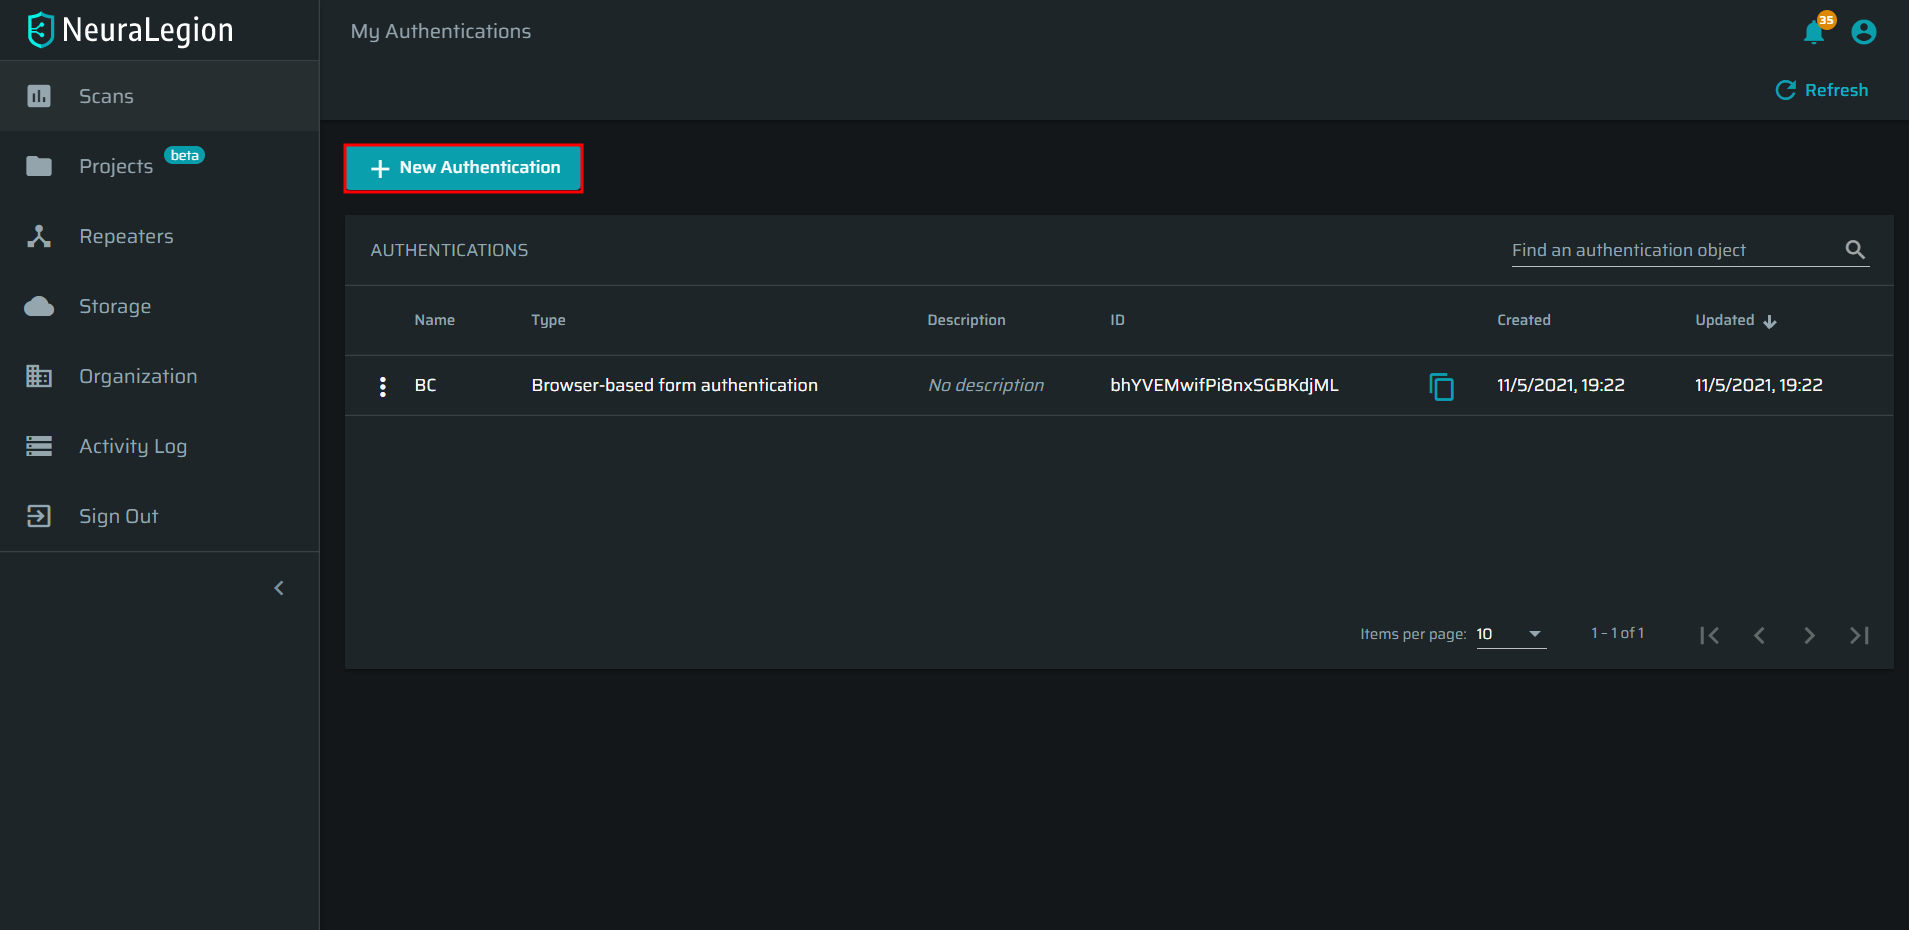 NeuraLegion
My Authentications
35
Refresh
Scans
Projects beta
Repeaters
Storage
Organization
Activity Log
Sign Out
New Authentication
AUTHENTICATIONS
Find an authentication object
Name Type Description ID Created Updated
BC Browser-based form authentication No description bhYVEMwifPi8nxSGBKdjML 11/5/2021, 19:22 11/5/2021, 19:22
Items per page: 10 1 – 1 of 1